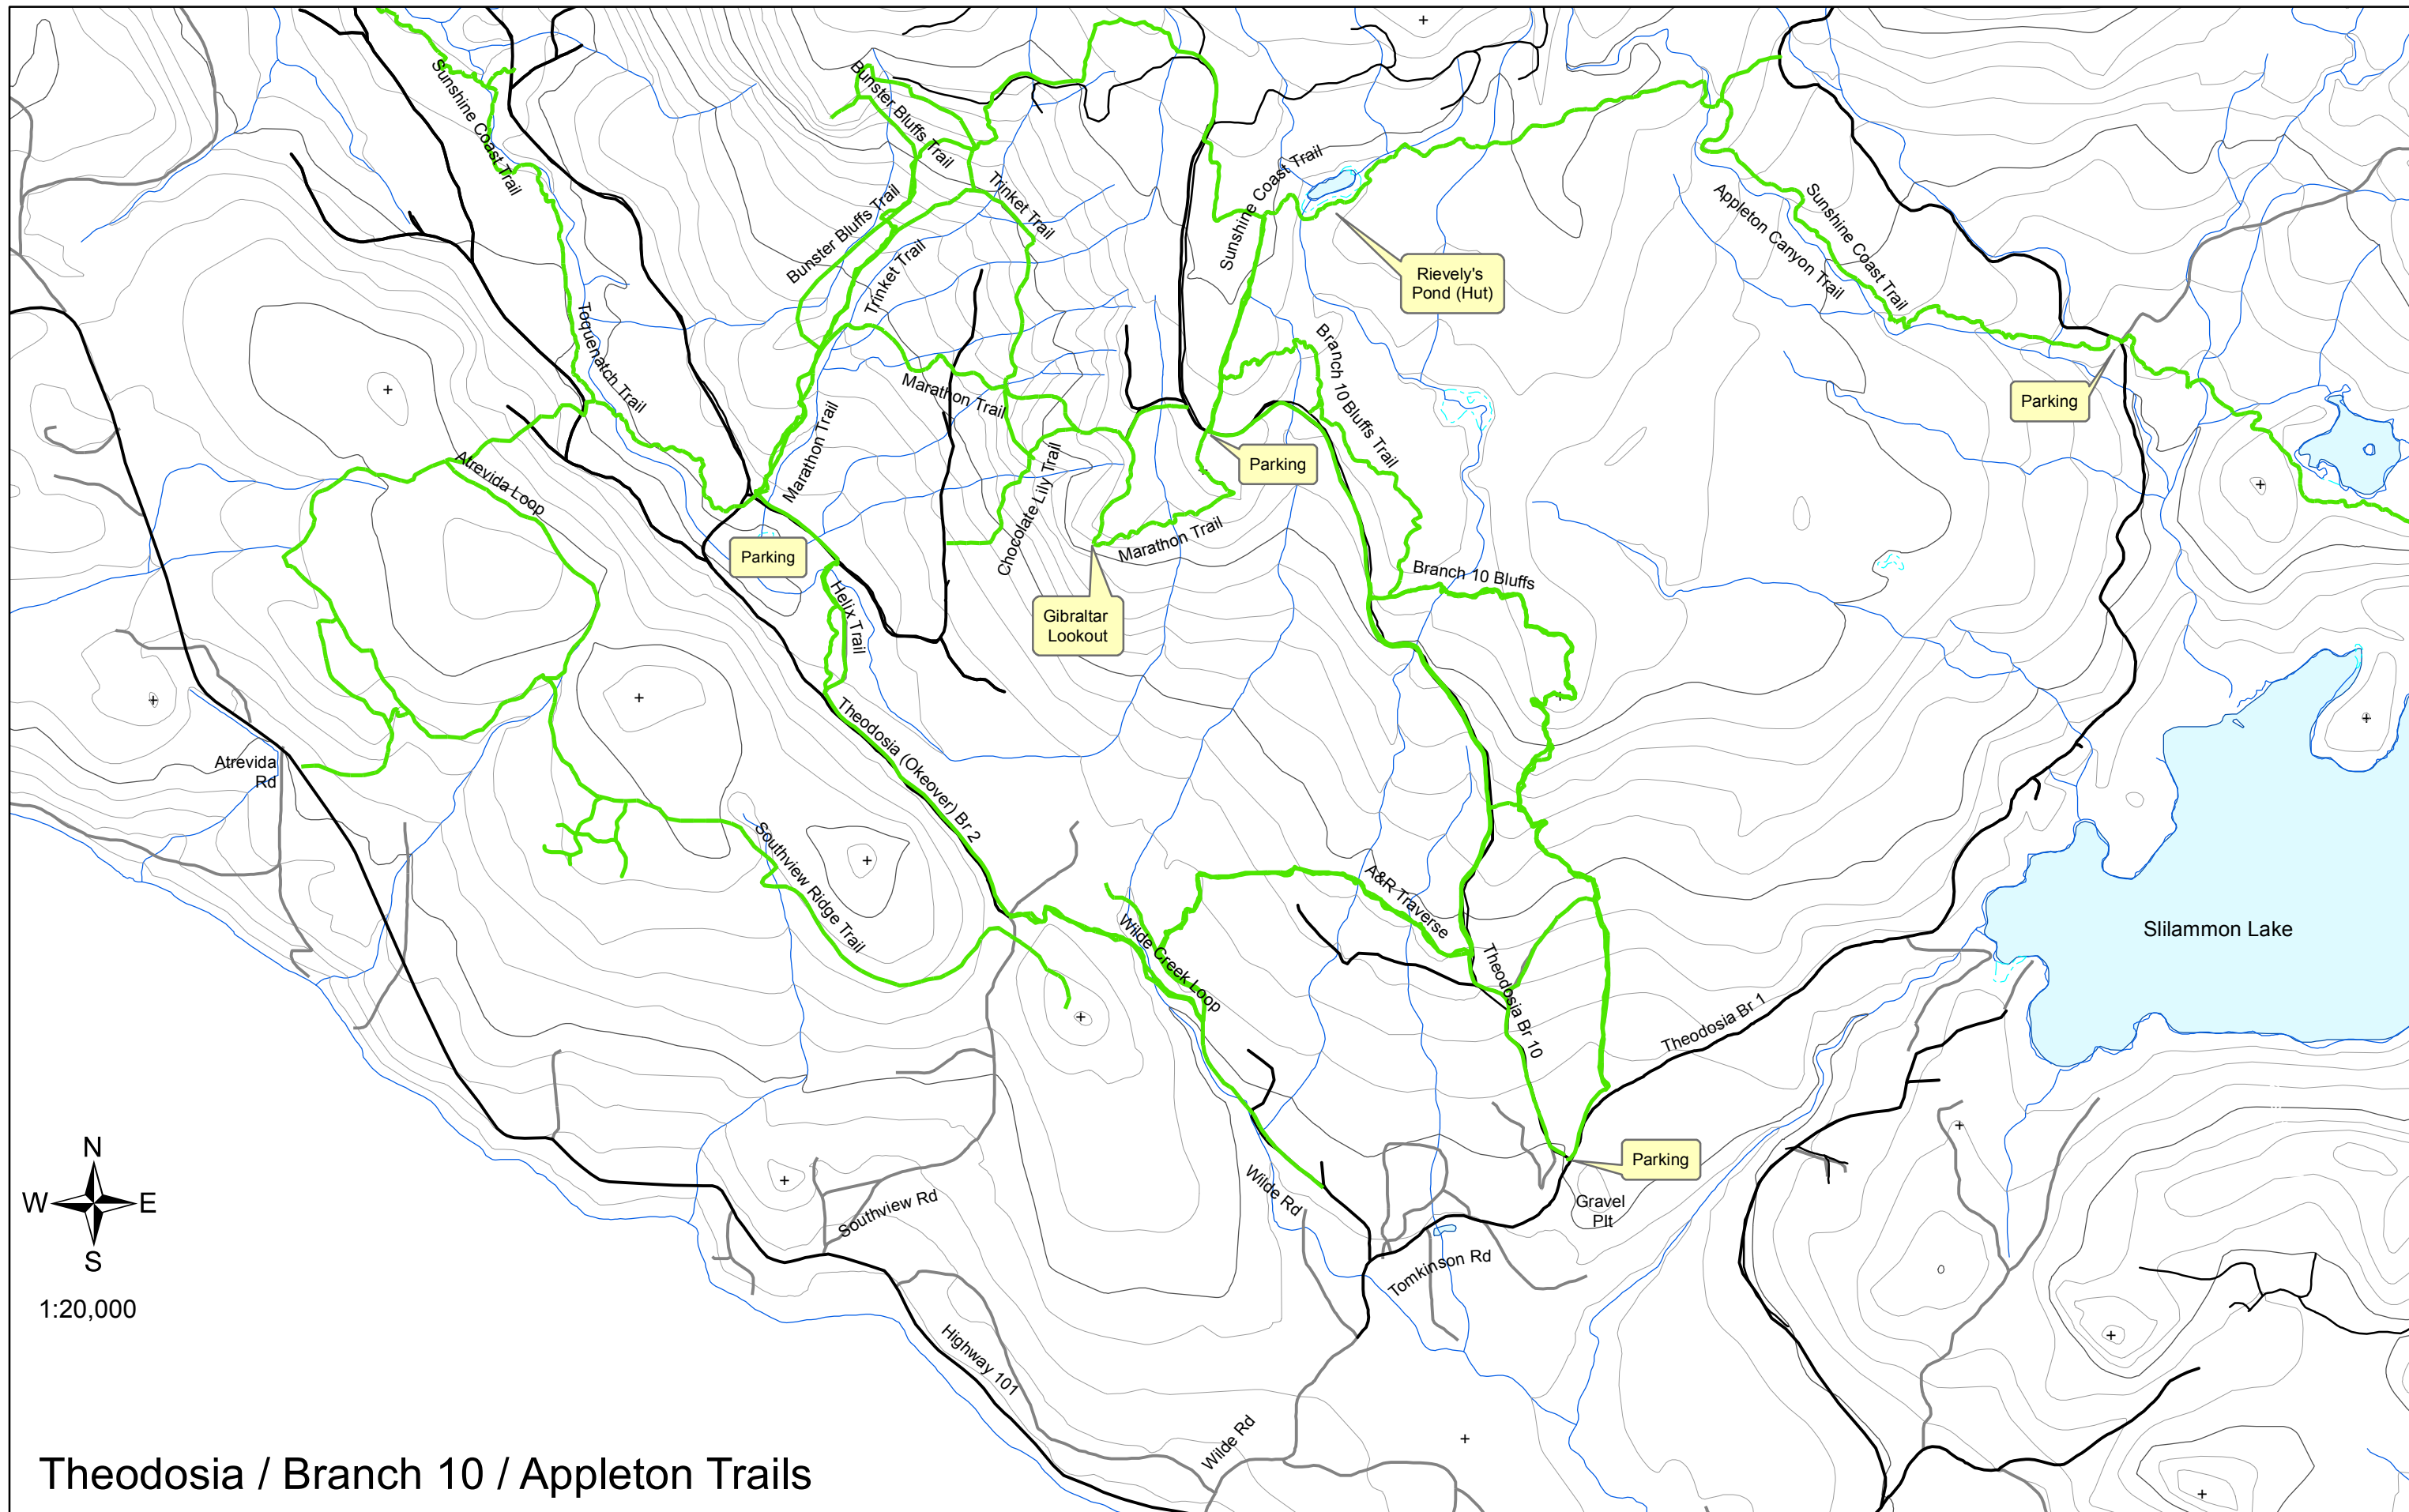 Sunshine Coast Trail
Bunster Bluffs Trail
Trinket Trail
Sunshine Coast Trail
Bunster Bluffs Trail
Trinket Trail
Rievely's
Pond (Hut)
Appleton Canyon Trail
Sunshine Coast Trail
Toquenatch Trail
Marathon Trail
Branch 10 Bluffs Trail
Parking
Parking
Atrevida Loop
Marathon Trail
Chocolate Lily Trail
Marathon Trail
Parking
Branch 10 Bluffs
Helix Trail
Gibraltar
Lookout
Atrevida
Rd
Theodosia (Okeover) Br 2
Southview Ridge Trail
A&R Traverse
Wilde Creek Loop
Theodosia Br 10
Theodosia Br 1
Slilammon Lake
N
W E
S
1:20,000
Parking
Gravel
PIt
Southview Rd
Wilde Rd
Tomkinson Rd
Highway 101
Wilde Rd
Theodosia / Branch 10 / Appleton Trails